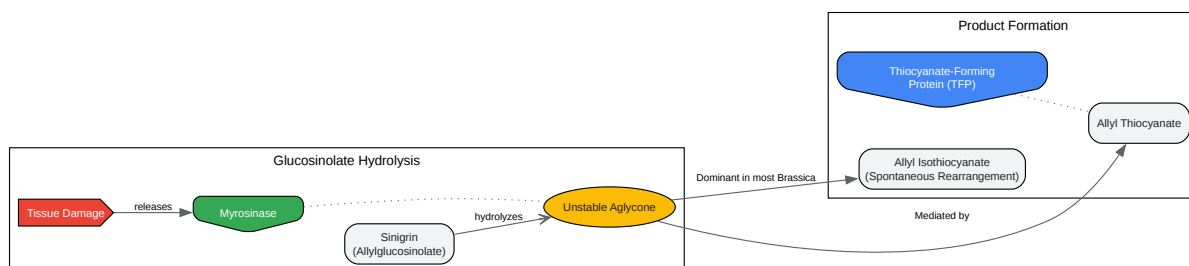 Product Formation
Thiocyanate-Forming
Protein (TFP)
Allyl Thiocyanate
Glucosinolate Hydrolysis
Allyl Isothiocyanate
(Spontaneous Rearrangement)
Dominant in most Brassica
Tissue Damage
releases
Myrosinase
Unstable Aglycone
hydrolyzes
Sinigrin
(Allylglucosinolate)
Mediated by